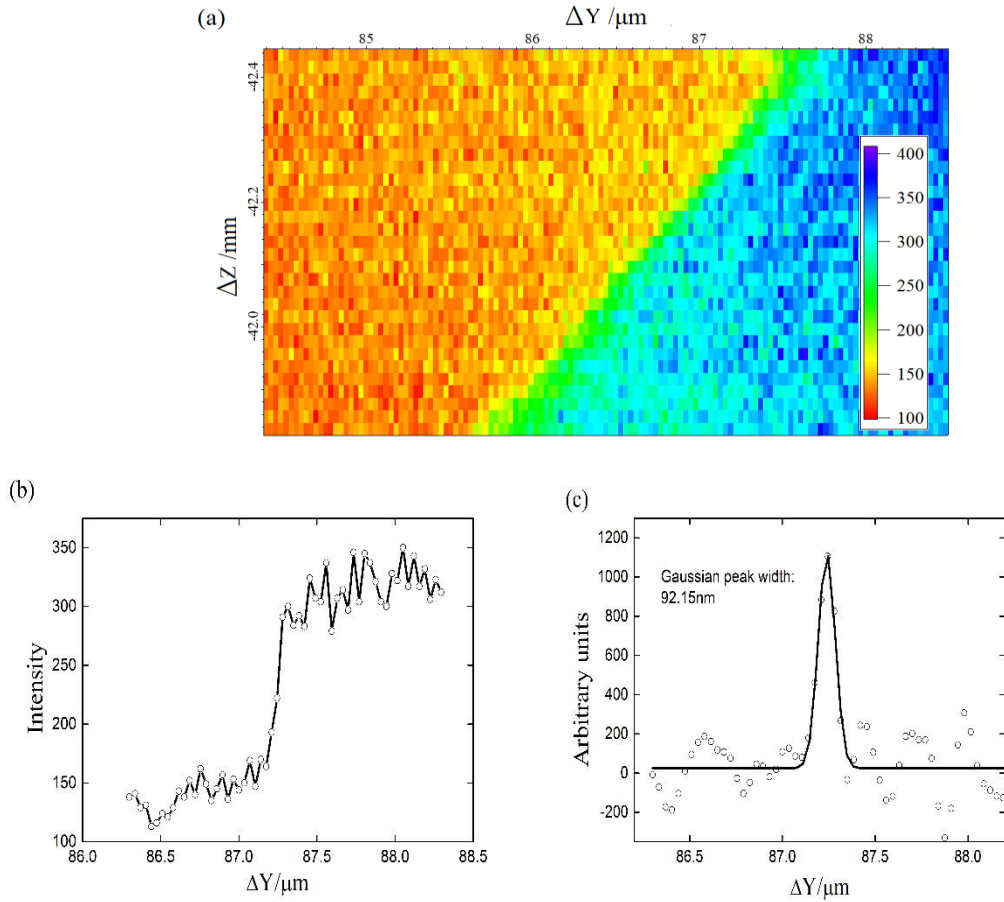 (a)
ΔY /μm
85 86 87 88
ΔZ /mm
-42.4
-42.2
-42.0
400
350
300
250
200
150
100
(b)
Intensity
350
300
250
200
150
100
86.0 86.5 87.0 87.5 88.0 88.5
ΔY/μm
(c)
Arbitrary units
1200
1000
800
600
400
200
0
-200
Gaussian peak width:
92.15nm
86.5 87.0 87.5 88.0
ΔY/μm